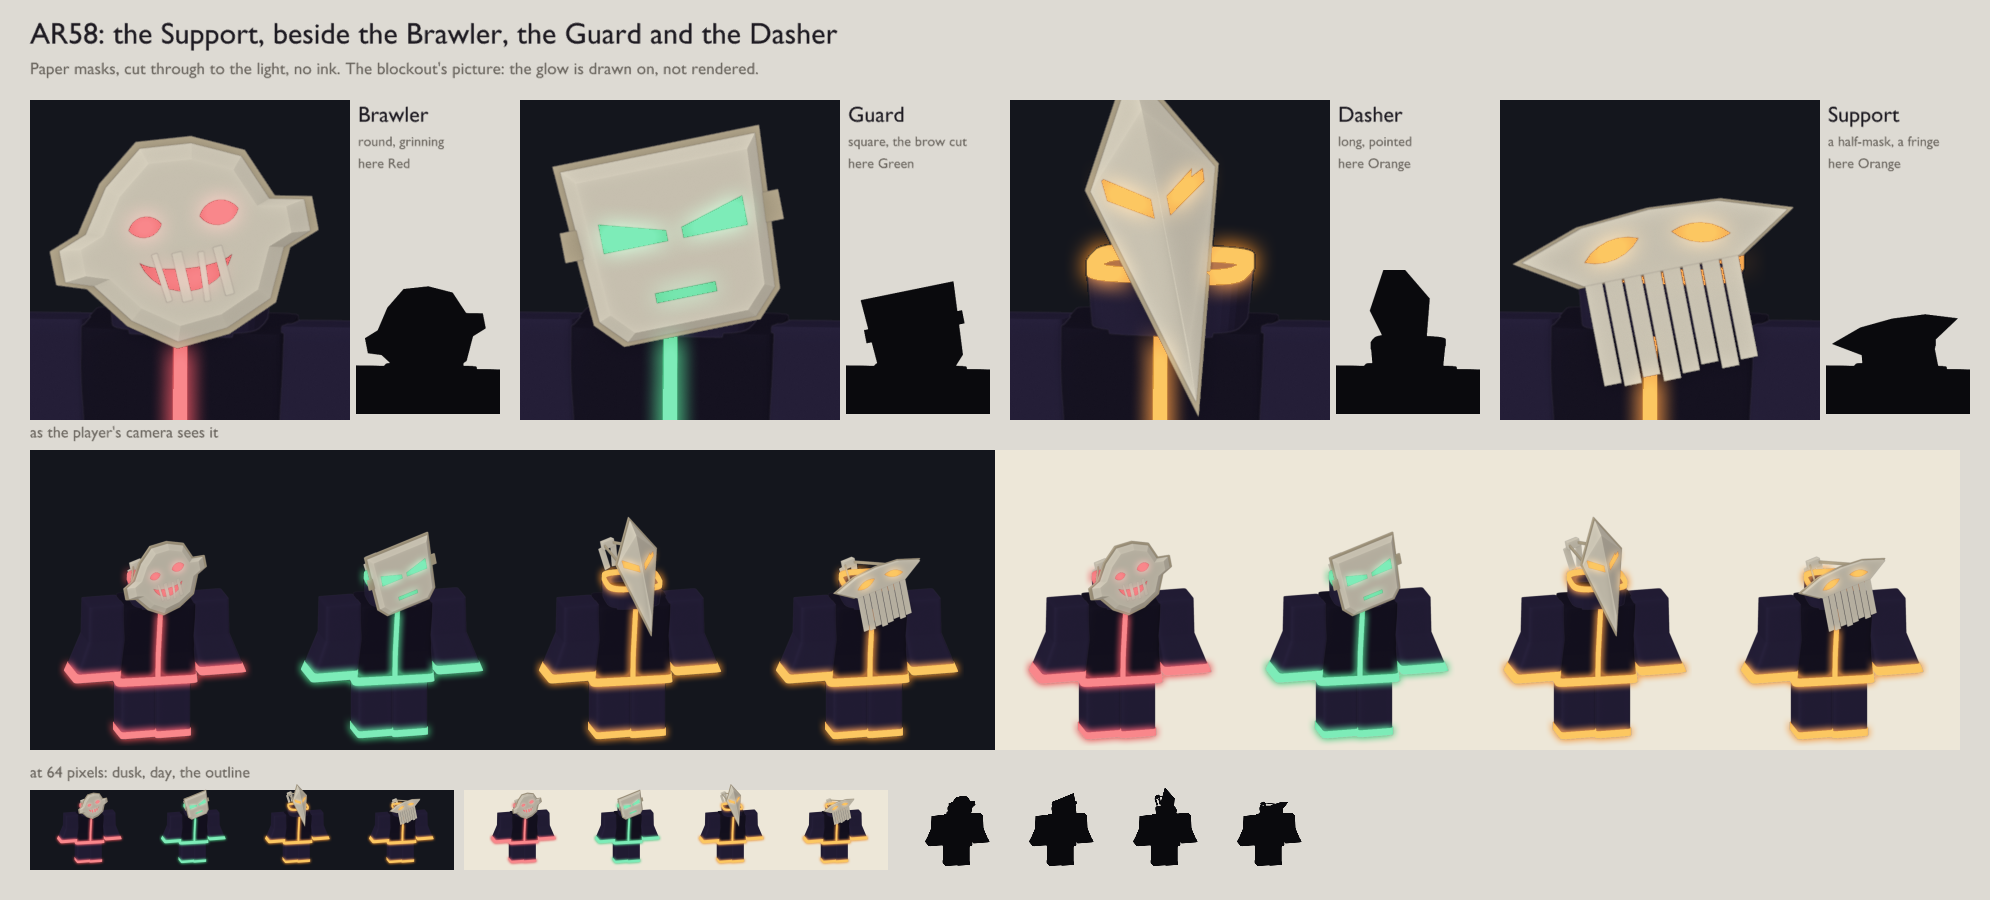 AR58: the Support, beside the Brawler, the Guard and the Dasher
Paper masks, cut through to the light, no ink. The blockout's picture: the glow is drawn on, not rendered.
Brawler
round, grinning
here Red
Guard
square, the brow cut
here Green
Dasher
long, pointed
here Orange
Support
a half-mask, a fringe
here Orange
as the player's camera sees it
at 64 pixels: dusk, day, the outline